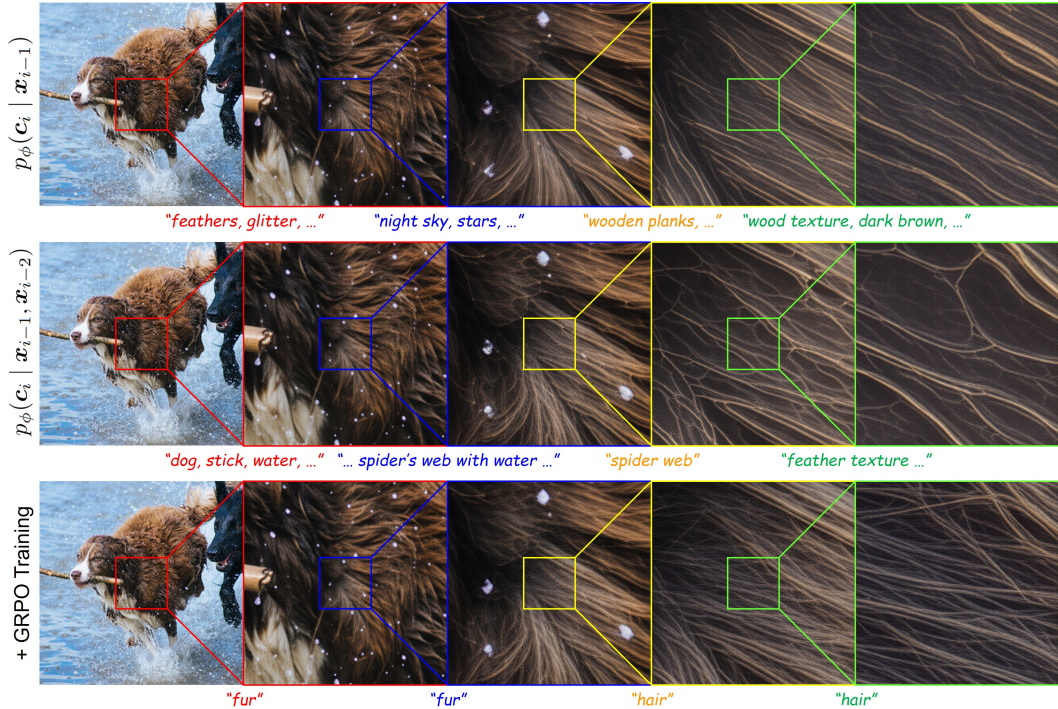 pϕ(cᵢ | xᵢ₋₁)
“feathers, glitter, ...” “night sky, stars, ...” “wooden planks, ...” “wood texture, dark brown, ...”
pϕ(cᵢ | xᵢ₋₁, xᵢ₋₂)
“dog, stick, water, ...” “... spider’s web with water ...” “spider web” “feather texture ...”
+ GRPO Training
“fur” “fur” “hair” “hair”